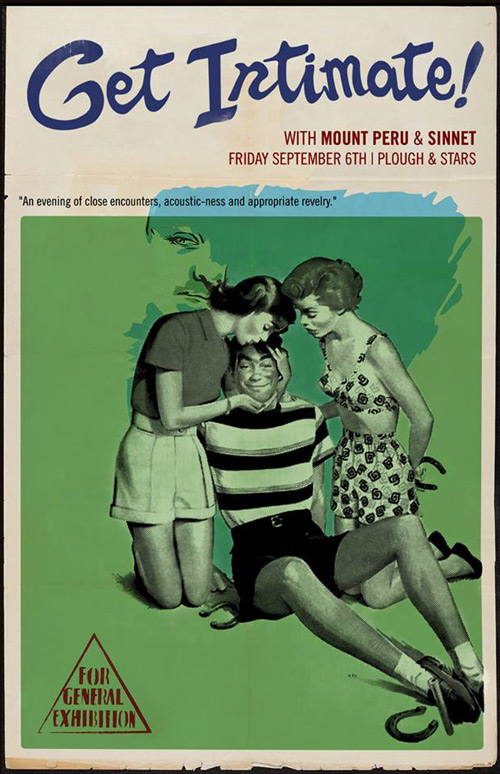 Get Intimate!
WITH MOUNT PERU & SINNET
FRIDAY SEPTEMBER 6TH | PLOUGH & STARS
"An evening of close encounters, acoustic-ness and appropriate revelry."
FOR
GENERAL
EXHIBITION